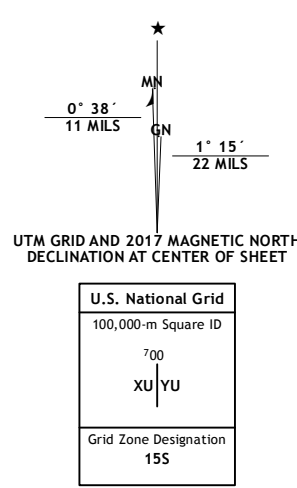 ★
MN
0° 38´
11 MILS
GN
1° 15´
22 MILS
UTM GRID AND 2017 MAGNETIC NORTH
DECLINATION AT CENTER OF SHEET
U.S. National Grid
100,000-m Square ID
⁷00
XU YU
Grid Zone Designation
15S